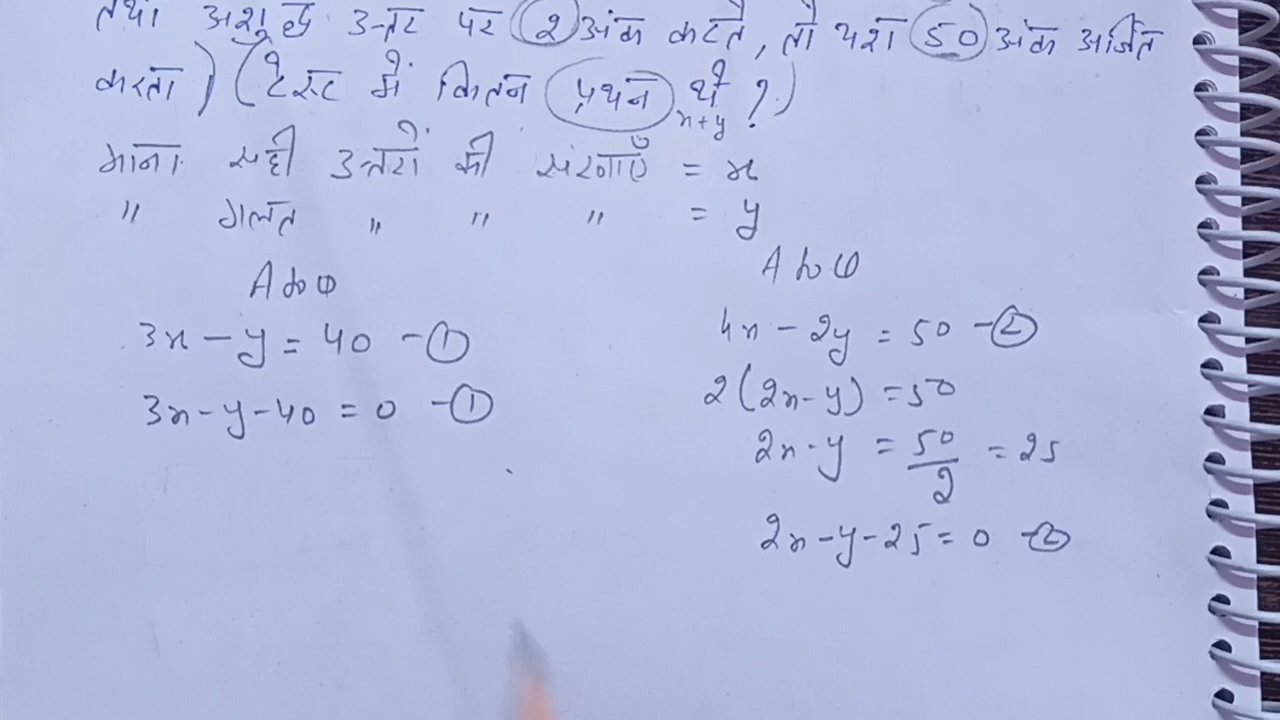 तथा अशुद्ध उत्तर पर 2 अंक कटते, तो यश 50 अंक अर्जित
करता) (टेस्ट में कितने प्रश्न थे ?)
x+y
माना सही उत्तरों की संख्याएँ = x
" गलत " " " = y
A to Q
3x - y = 40 - ①
3x - y - 40 = 0 - ①
A to Q
4x - 2y = 50 - ②
2(2x - y) = 50
2x - y = 50/2 = 25
2x - y - 25 = 0 - ②